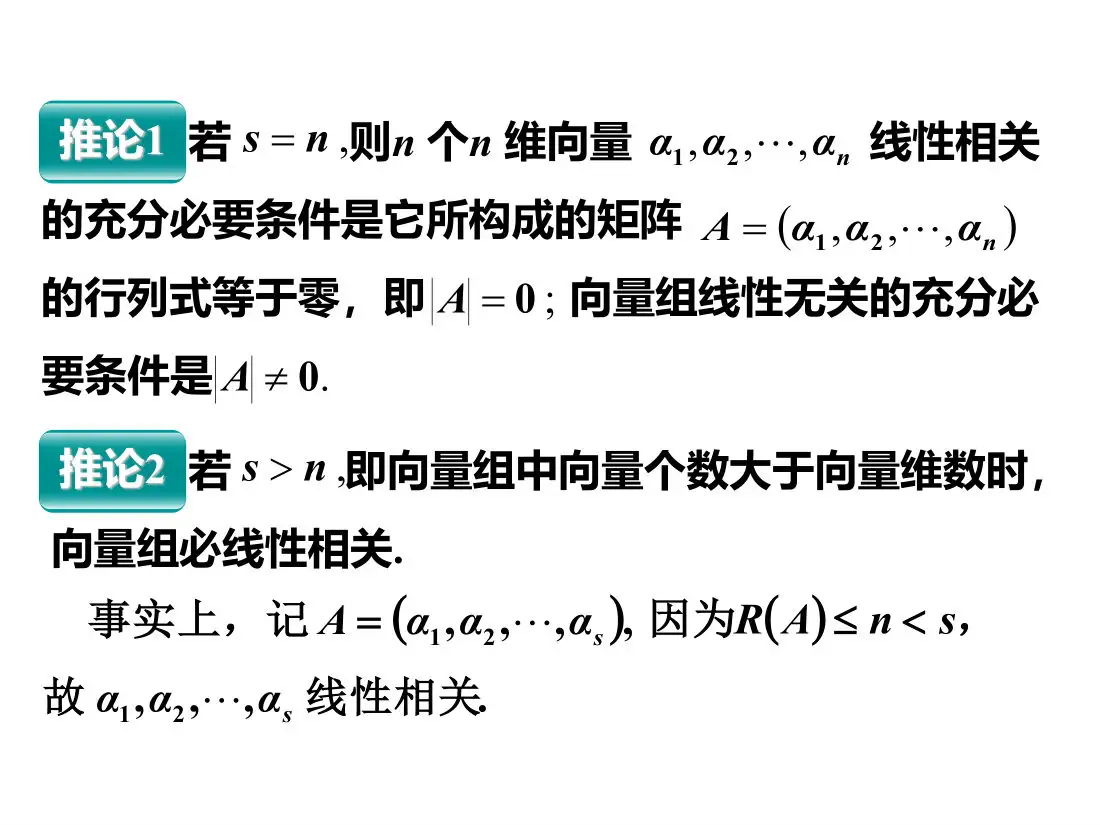 推论1 若 s = n ,则n 个n 维向量 α₁,α₂,⋯,αₙ 线性相关
的充分必要条件是它所构成的矩阵 A = (α₁,α₂,⋯,αₙ)
的行列式等于零，即 |A| = 0 ; 向量组线性无关的充分必
要条件是|A| ≠ 0.
推论2 若 s > n ,即向量组中向量个数大于向量维数时,
向量组必线性相关.
事实上，记 A = (α₁,α₂,⋯,αₛ), 因为R(A) ≤ n < s，
故 α₁,α₂,⋯,αₛ 线性相关.